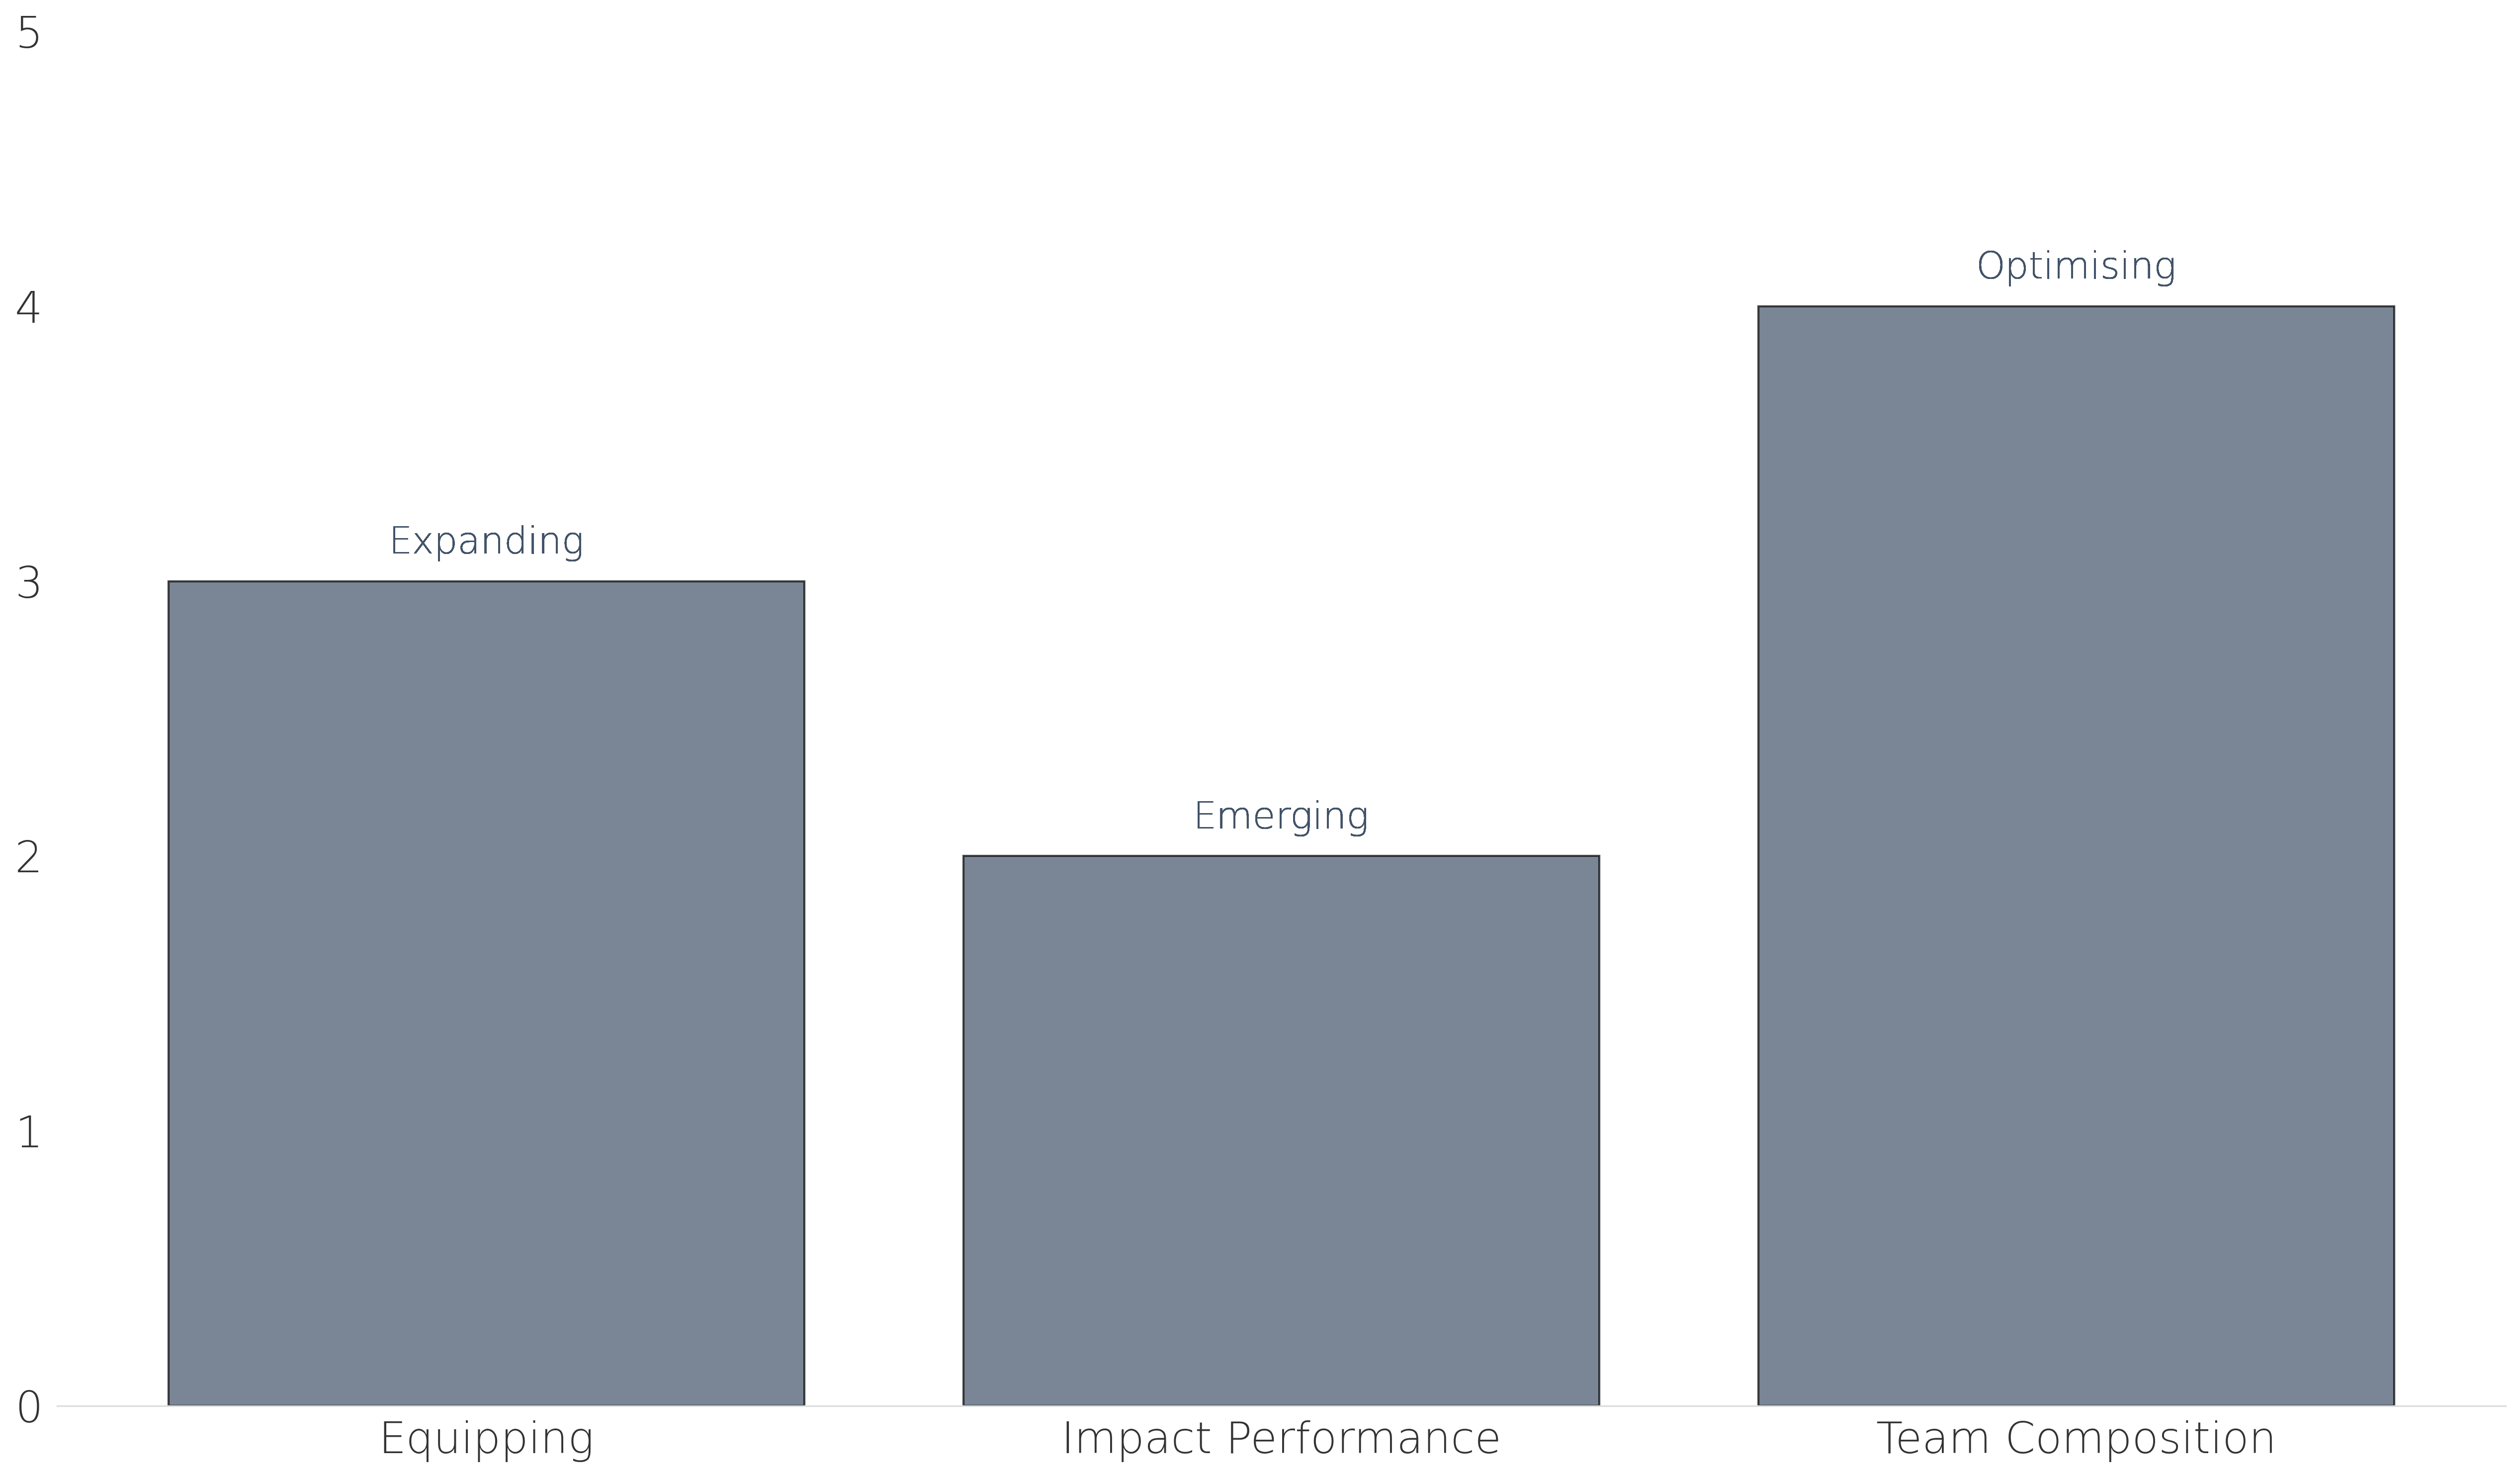 5
Optimising
4
Expanding
3
Emerging
2
1
0
Equipping Impact Performance Team Composition